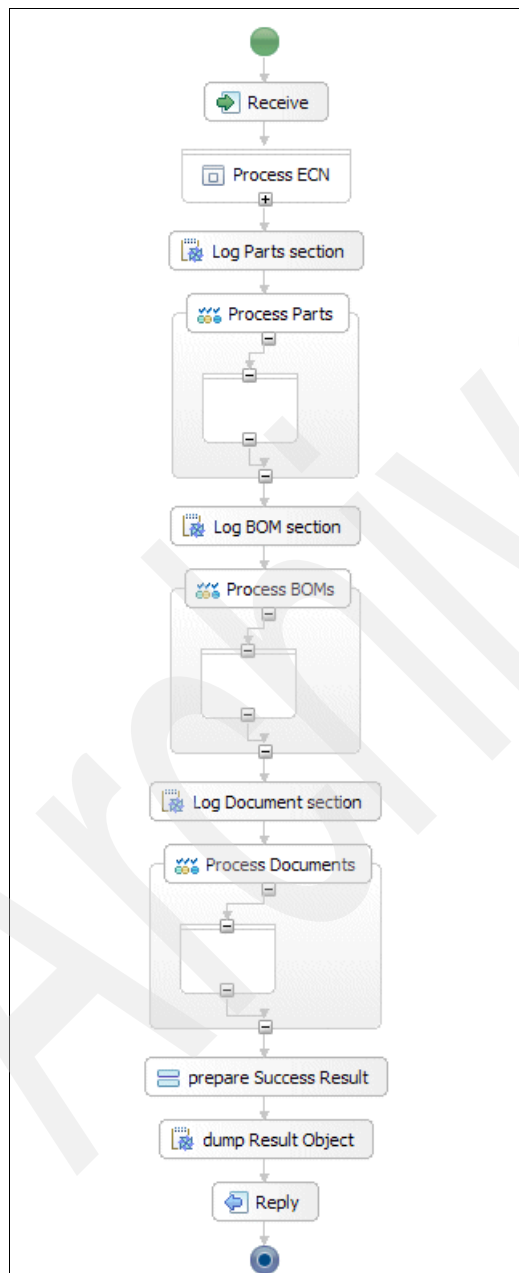 Receive
Process ECN
Log Parts section
Process Parts
Log BOM section
Process BOMs
Log Document section
Process Documents
prepare Success Result
dump Result Object
Reply